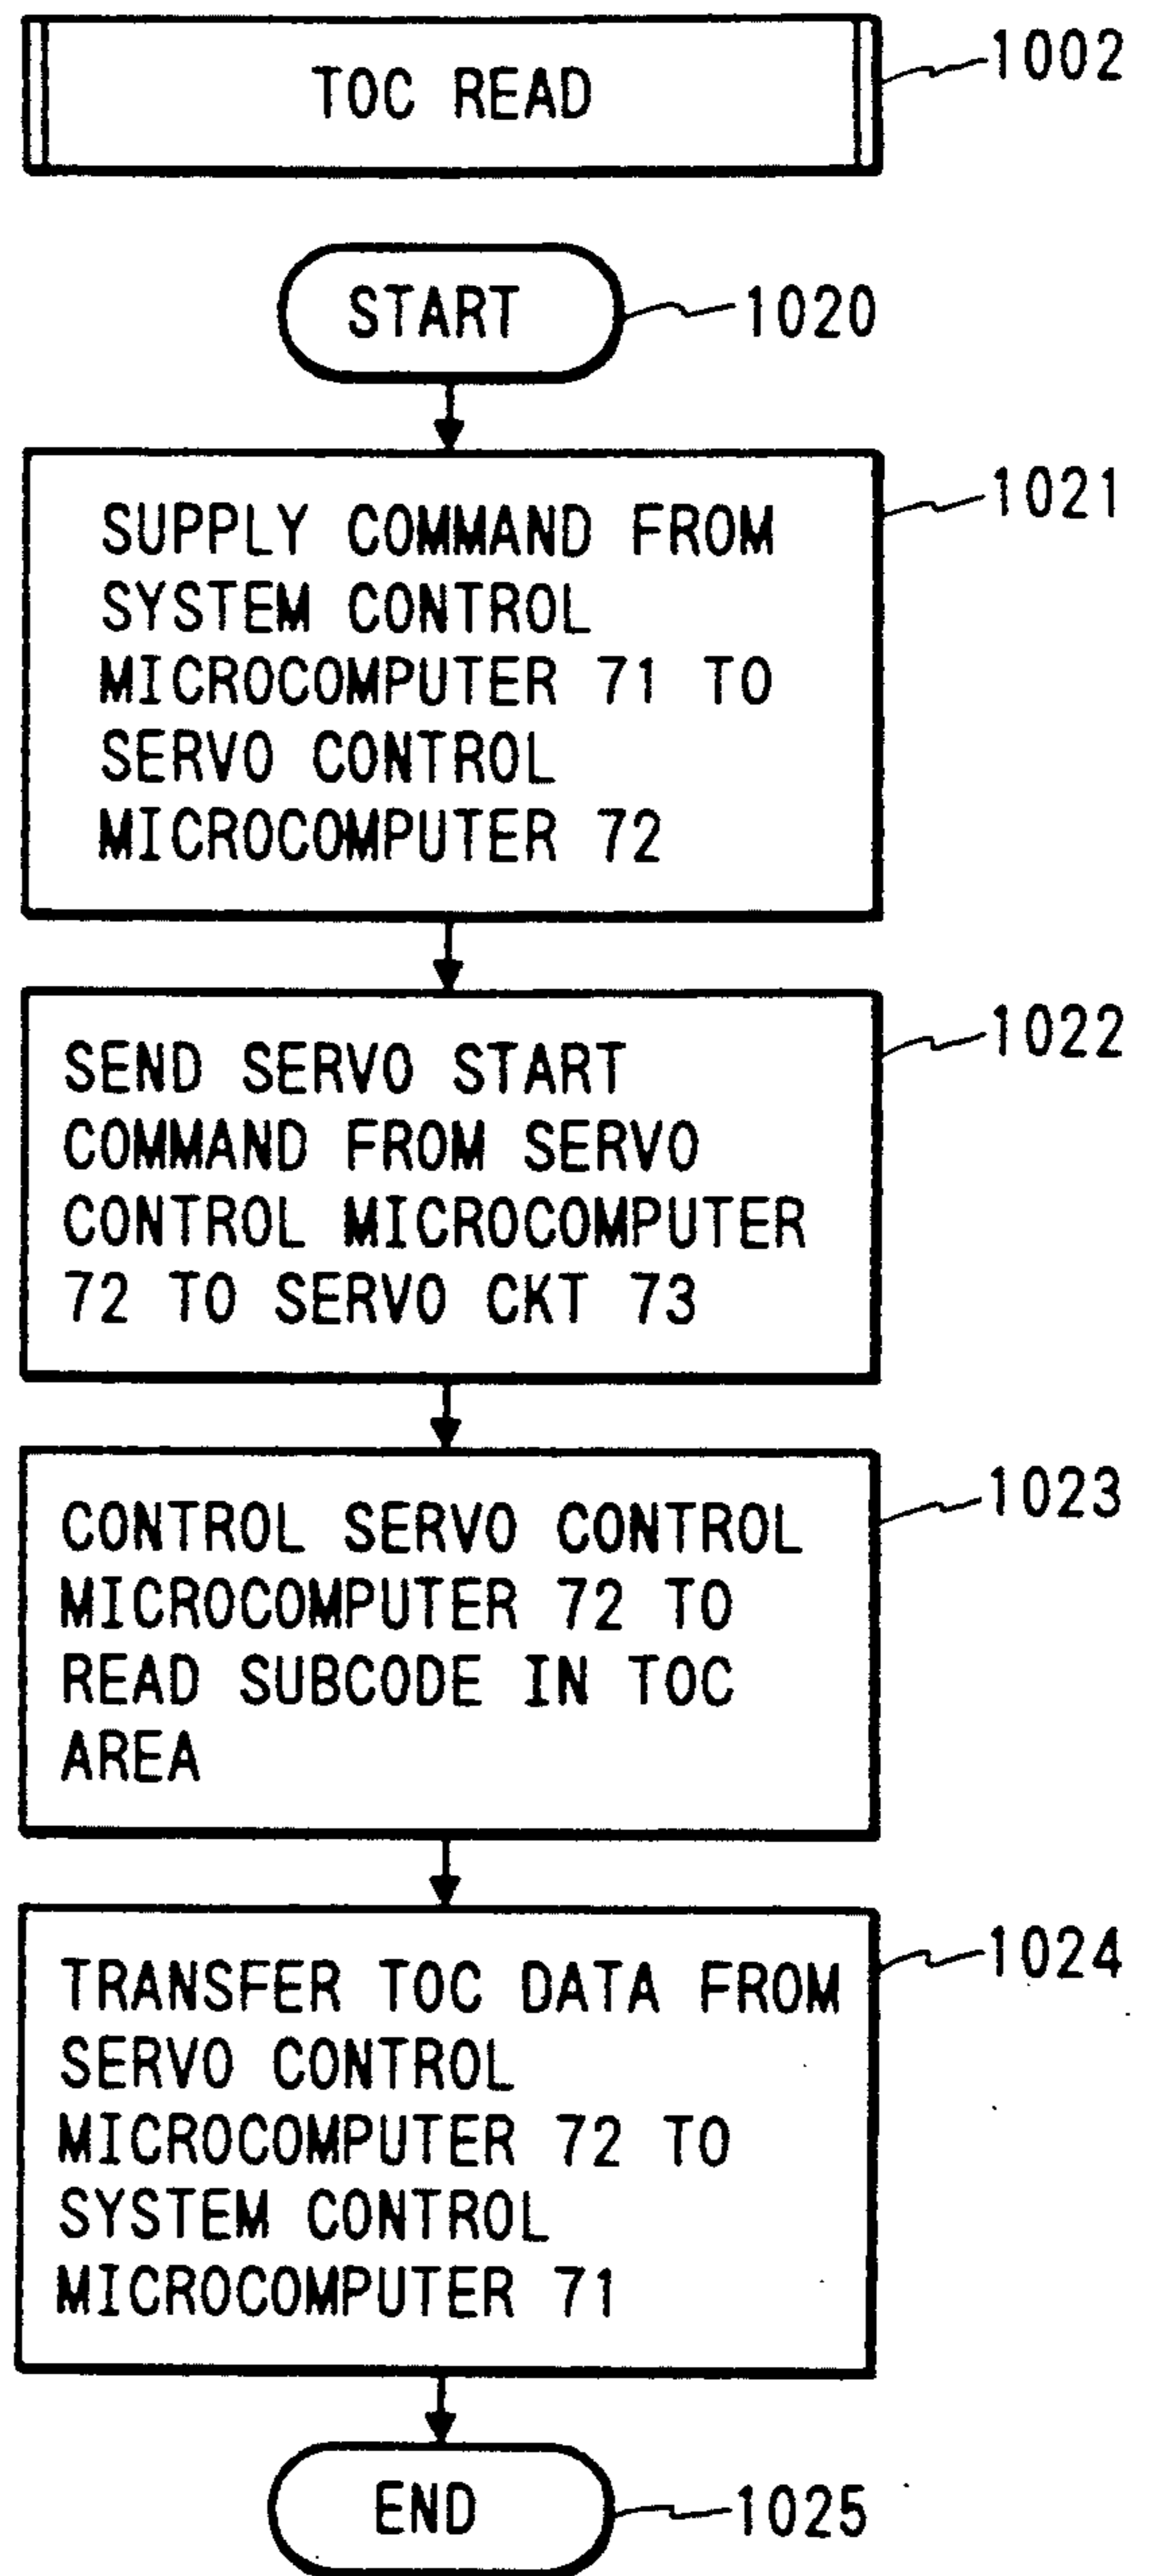 TOC READ
1002
START
1020
SUPPLY COMMAND FROM
SYSTEM CONTROL
MICROCOMPUTER 71 TO
SERVO CONTROL
MICROCOMPUTER 72
1021
SEND SERVO START
COMMAND FROM SERVO
CONTROL MICROCOMPUTER
72 TO SERVO CKT 73
1022
CONTROL SERVO CONTROL
MICROCOMPUTER 72 TO
READ SUBCODE IN TOC
AREA
1023
TRANSFER TOC DATA FROM
SERVO CONTROL
MICROCOMPUTER 72 TO
SYSTEM CONTROL
MICROCOMPUTER 71
1024
END
1025